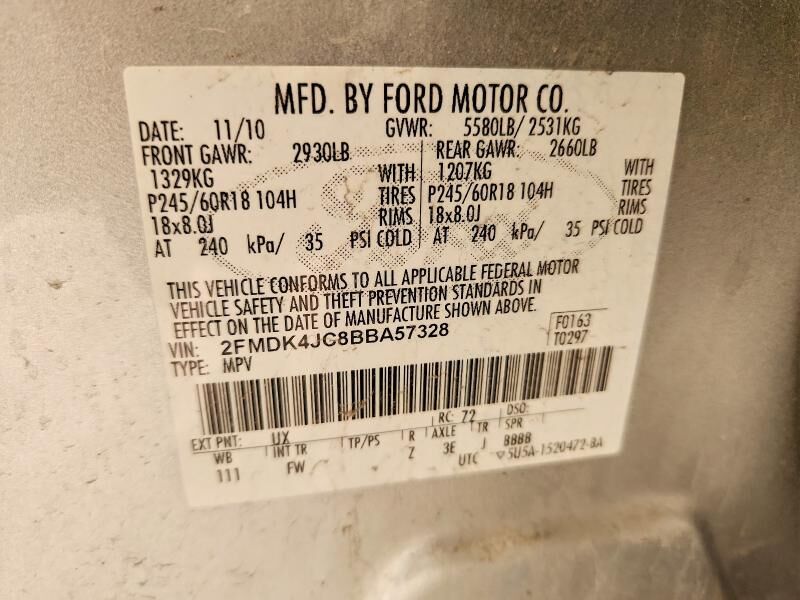 MFD. BY FORD MOTOR CO.
DATE: 11/10 GVWR: 5580LB/ 2531KG
FRONT GAWR: 2930LB REAR GAWR: 2660LB
1329KG WITH 1207KG WITH
P245/60R18 104H TIRES P245/60R18 104H TIRES
18x8.0J RIMS 18x8.0J RIMS
AT 240 kPa/ 35 PSI COLD AT 240 kPa/ 35 PSI COLD
THIS VEHICLE CONFORMS TO ALL APPLICABLE FEDERAL MOTOR
VEHICLE SAFETY AND THEFT PREVENTION STANDARDS IN
EFFECT ON THE DATE OF MANUFACTURE SHOWN ABOVE.
VIN: 2FMDK4JC8BBA57328 F0163
TYPE: MPV T0297
EXT PNT: UX RC: 72 DSO:
WB INT TR TP/PS R AXLE TR SPR
111 FW Z 3E J BBBB
UTC ▽5U5A-1520472-BA